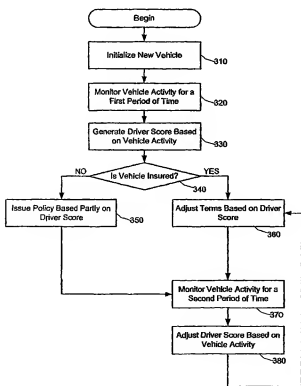 Begin
Initialize New Vehicle
310
Monitor Vehicle Activity for a
First Period of Time
320
Generate Driver Score Based
on Vehicle Activity
330
NO
Is Vehicle Insured?
YES
340
Issue Policy Based Partly on
Driver Score
350
Adjust Terms Based on Driver
Score
360
Monitor Vehicle Activity for a
Second Period of Time
370
Adjust Driver Score Based on
Vehicle Activity
380